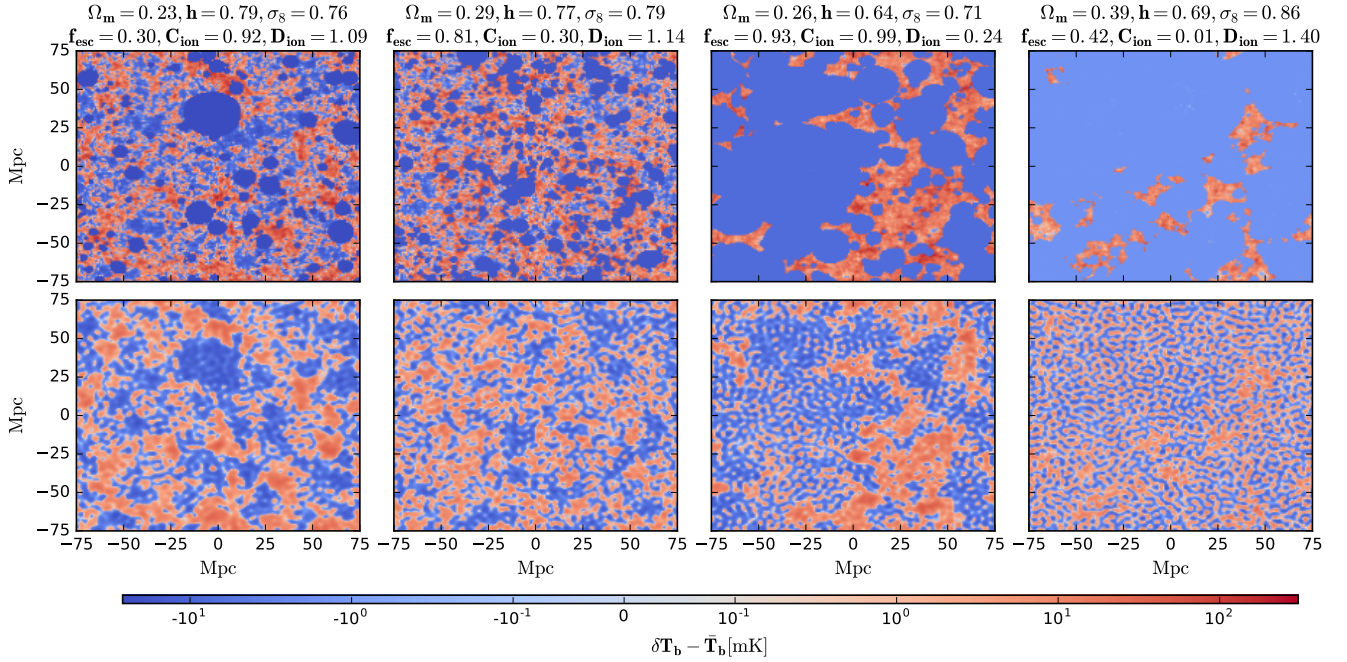 Ωm = 0.23, h = 0.79, σ8 = 0.76
fesc = 0.30, Cion = 0.92, Dion = 1.09
Ωm = 0.29, h = 0.77, σ8 = 0.79
fesc = 0.81, Cion = 0.30, Dion = 1.14
Ωm = 0.26, h = 0.64, σ8 = 0.71
fesc = 0.93, Cion = 0.99, Dion = 0.24
Ωm = 0.39, h = 0.69, σ8 = 0.86
fesc = 0.42, Cion = 0.01, Dion = 1.40
75
50
25
0
−25
−50
−75
Mpc
75
50
25
0
−25
−50
−75
Mpc
−75 −50 −25 0 25 50 75
−75 −50 −25 0 25 50 75
−75 −50 −25 0 25 50 75
−75 −50 −25 0 25 50 75
Mpc
Mpc
Mpc
Mpc
-10^1 -10^0 -10^-1 0 10^-1 10^0 10^1 10^2
δTb − T̄b[mK]